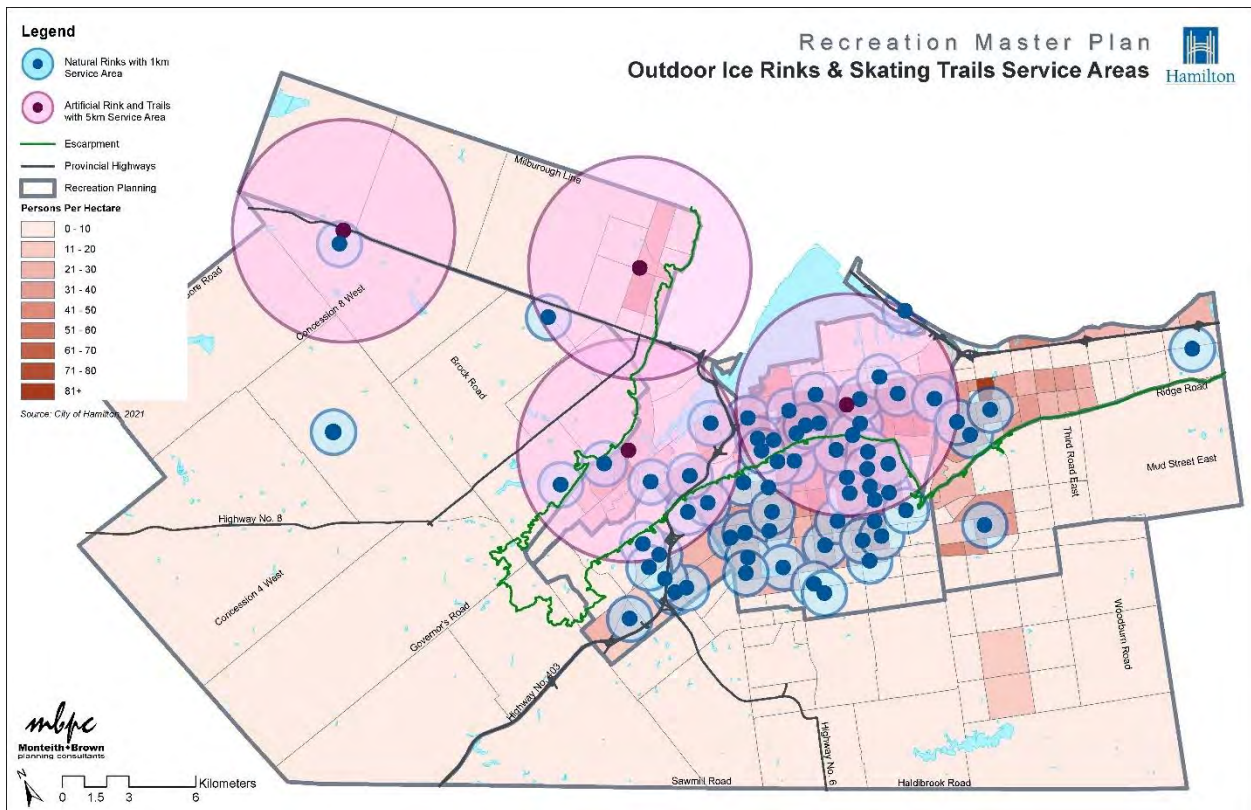 Legend
Natural Rinks with 1km
Service Area
Artificial Rink and Trails
with 5km Service Area
Escarpment
Provincial Highways
Recreation Planning
Persons Per Hectare
0 - 10
11 - 20
21 - 30
31 - 40
41 - 50
51 - 60
61 - 70
71 - 80
81+
Source: City of Hamilton, 2021
Recreation Master Plan
Outdoor Ice Rinks & Skating Trails Service Areas
Hamilton
Milburough Line
ore Road
Concession 8 West
Brock Road
Highway No. 8
Concession 4 West
Governor's Road
Highway No. 403
Ridge Road
Third Road East
Mud Street East
Woodburn Road
Highway No. 6
Sawmill Road
Haldibrook Road
mbpc
Monteith+Brown
planning consultants
N
Kilometers
0 1.5 3 6